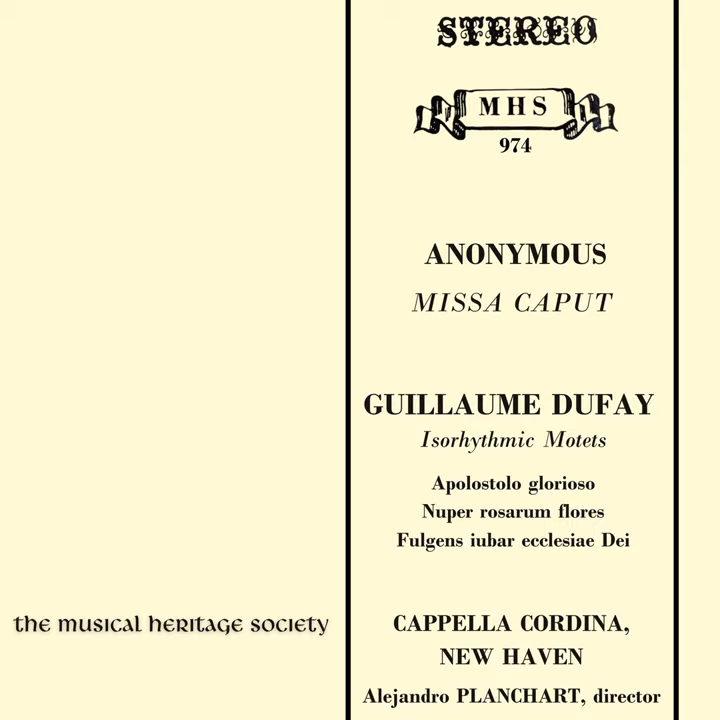 STEREO
MHS
974
ANONYMOUS
MISSA CAPUT
GUILLAUME DUFAY
Isorhythmic Motets
Apolostolo glorioso
Nuper rosarum flores
Fulgens iubar ecclesiae Dei
the musical heritage society
CAPPELLA CORDINA,
NEW HAVEN
Alejandro PLANCHART, director